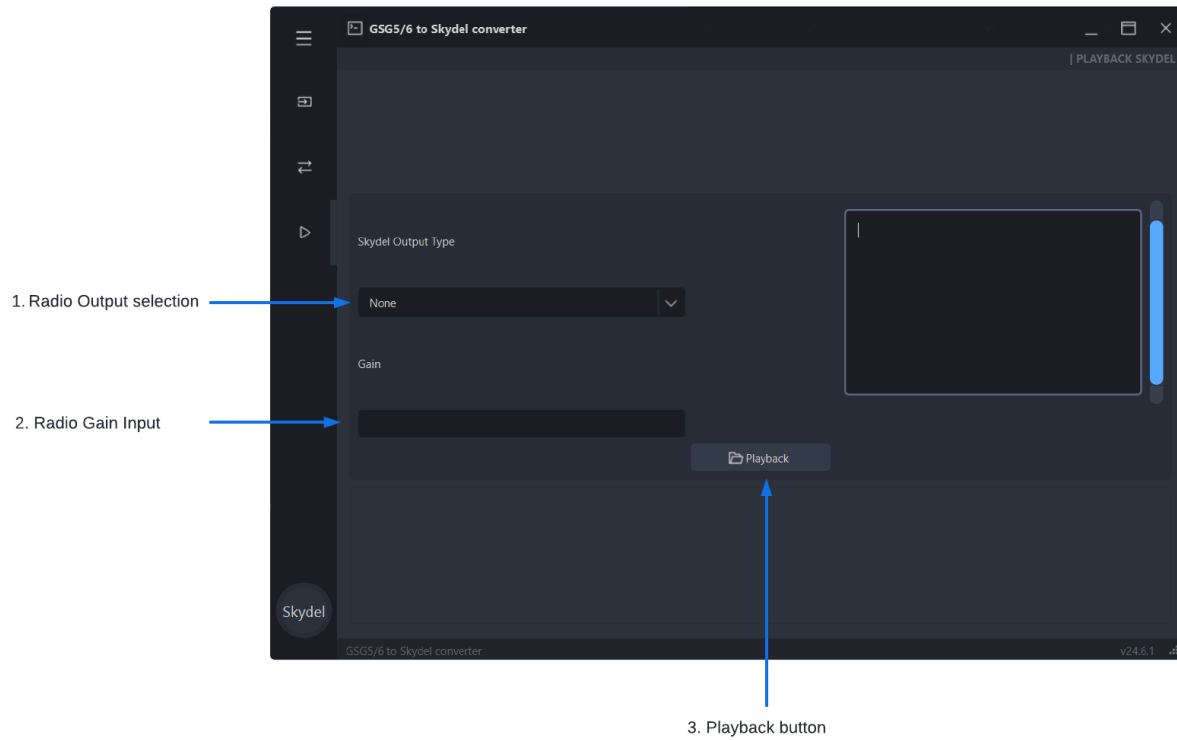 GSG5/6 to Skydel converter
| PLAYBACK SKYDEL
Skydel Output Type
1. Radio Output selection
None
Gain
2. Radio Gain Input
Playback
Skydel
GSG5/6 to Skydel converter
v24.6.1
3. Playback button